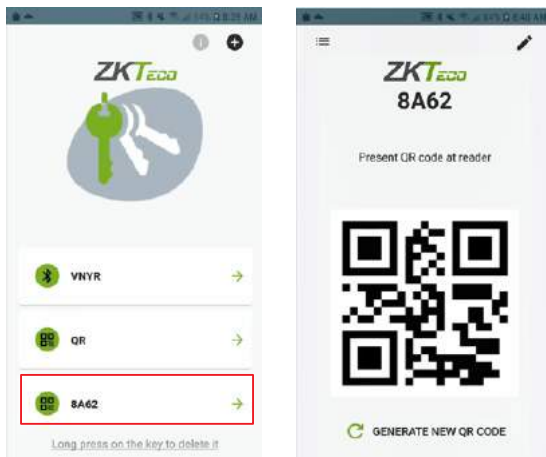 ZKTeco
VNYR
QR
8A62
Long press on the key to delete it
ZKTeco
8A62
Present QR code at reader
GENERATE NEW QR CODE